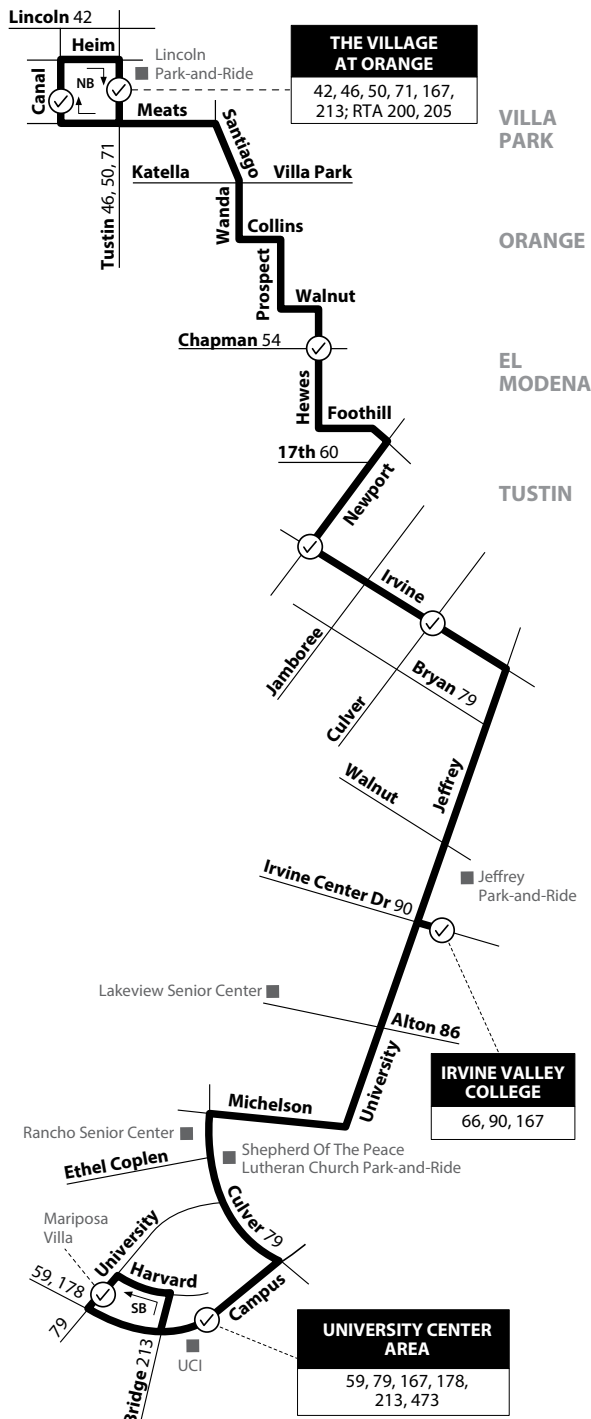 Lincoln 42
Heim
Lincoln
Park-and-Ride
THE VILLAGE
AT ORANGE
42, 46, 50, 71, 167,
213; RTA 200, 205
Canal
NB
Meats
Santiago
VILLA
PARK
Tustin 46, 50, 71
Katella
Villa Park
Wanda
Collins
ORANGE
Prospect
Walnut
Chapman 54
EL
MODENA
Hewes
Foothill
17th 60
Newport
TUSTIN
Irvine
Jamboree
Culver
Bryan 79
Walnut
Jeffrey
Irvine Center Dr 90
Jeffrey
Park-and-Ride
Lakeview Senior Center
Alton 86
University
IRVINE VALLEY
COLLEGE
66, 90, 167
Michelson
Rancho Senior Center
Shepherd Of The Peace
Lutheran Church Park-and-Ride
Ethel Coplen
Culver 79
Mariposa
Villa
University
Harvard
59, 178
SB
Campus
79
Bridge 213
UCI
UNIVERSITY CENTER
AREA
59, 79, 167, 178,
213, 473